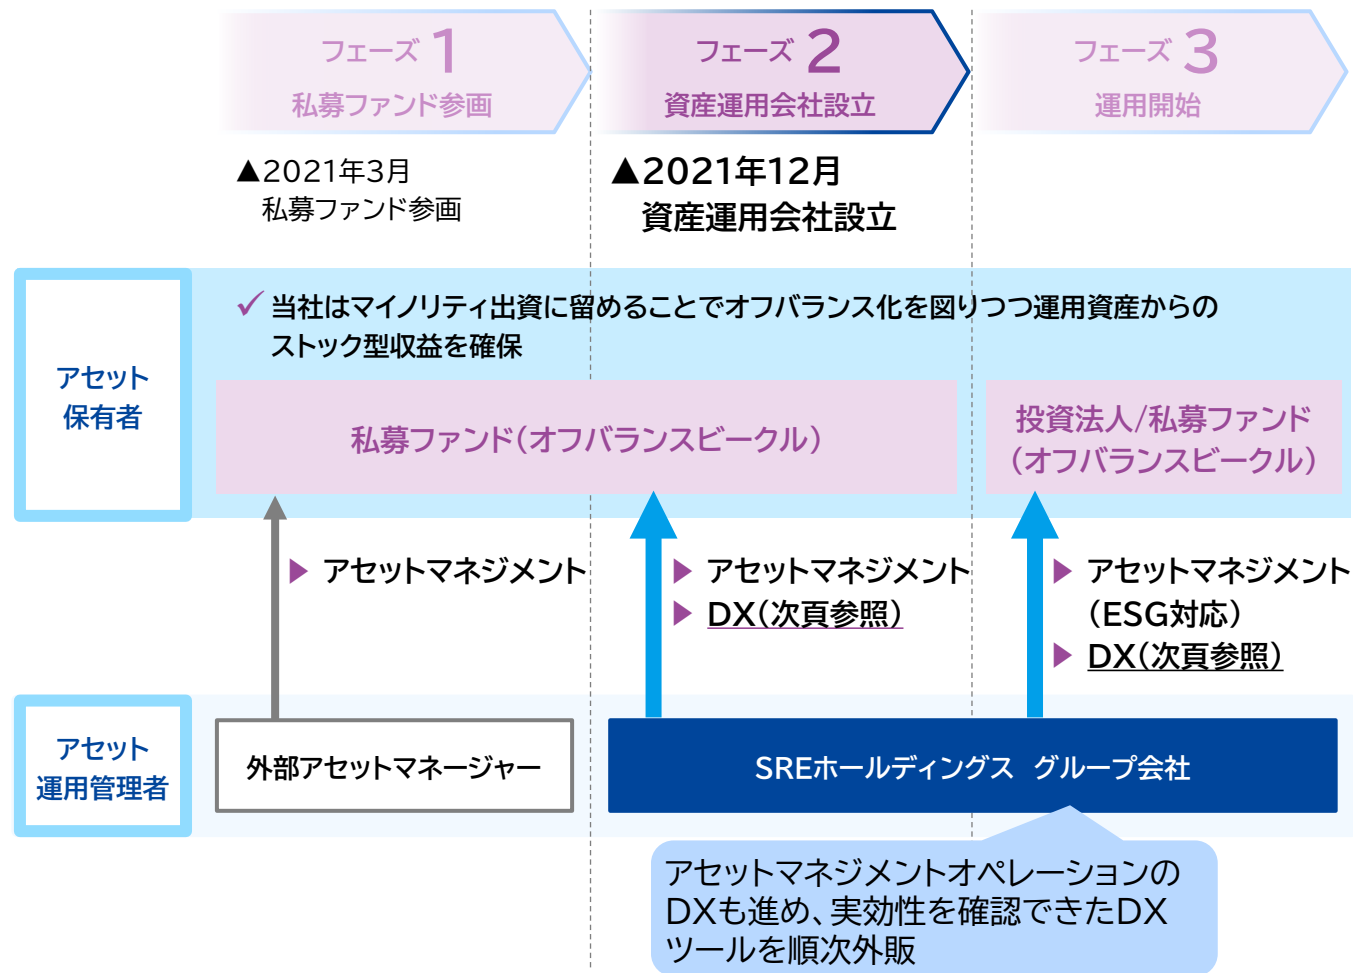 フェーズ 1
私募ファンド参画
フェーズ 2
資産運用会社設立
フェーズ 3
運用開始
▲2021年3月
私募ファンド参画
▲2021年12月
資産運用会社設立
アセット
保有者
✓ 当社はマイノリティ出資に留めることでオフバランス化を図りつつ運用資産からの
ストック型収益を確保
私募ファンド(オフバランスビークル)
投資法人/私募ファンド
(オフバランスビークル)
▶ アセットマネジメント
▶ アセットマネジメント
▶ DX(次頁参照)
▶ アセットマネジメント
(ESG対応)
▶ DX(次頁参照)
アセット
運用管理者
外部アセットマネージャー
SREホールディングス グループ会社
アセットマネジメントオペレーションの
DXも進め、実効性を確認できたDX
ツールを順次外販